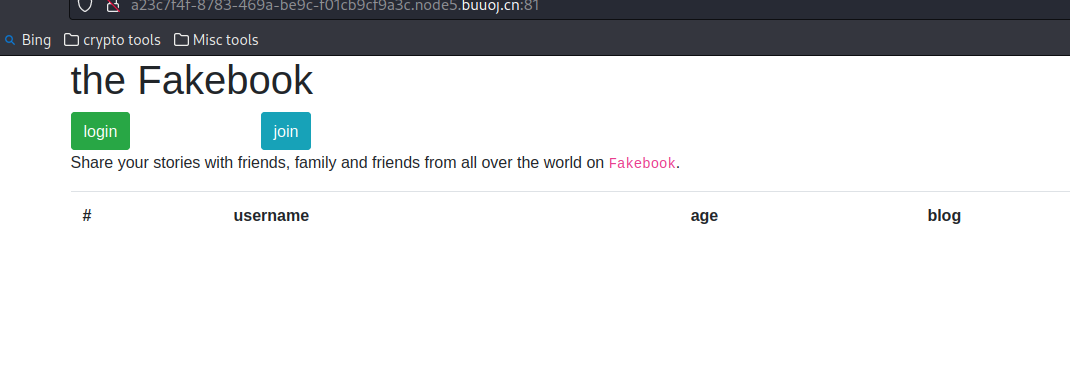 a23c7f4f-8783-469a-be9c-f01cb9cf9a3c.node5.buuoj.cn:81
Bing crypto tools Misc tools
the Fakebook
login join
Share your stories with friends, family and friends from all over the world on Fakebook.
# username age blog